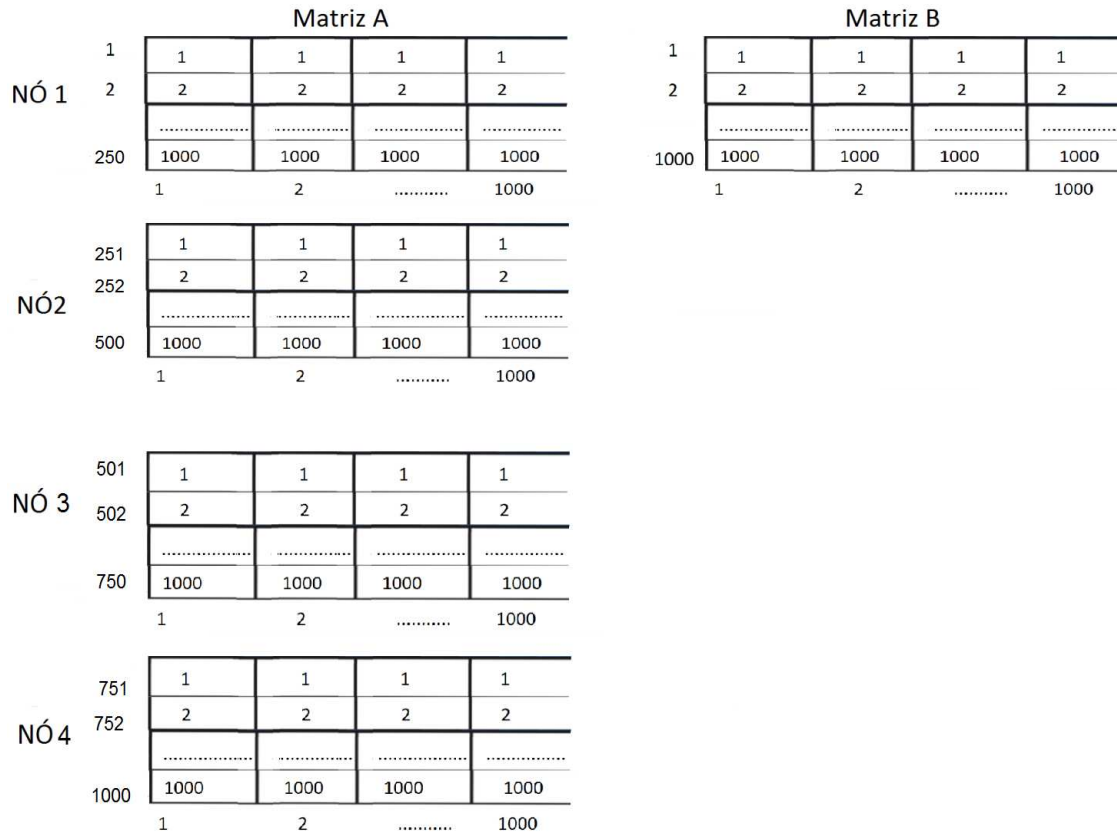 Matriz A Matriz B
1 1 1 1 1 1 1 1 1 1
NÓ 1 2 2 2 2 2 2 2 2 2 2
.................. .............. .................. ................ .................. .............. .................. ................
250 1000 1000 1000 1000 1000 1000 1000 1000 1000
1 2 ........... 1000 1 2 ........... 1000
251 1 1 1 1
252 2 2 2 2
NÓ2 .................. .............. .................. ................
500 1000 1000 1000 1000
1 2 ........... 1000
501 1 1 1 1
NÓ 3 502 2 2 2 2
.................. .............. .................. ................
750 1000 1000 1000 1000
1 2 ........... 1000
751 1 1 1 1
752 2 2 2 2
NÓ 4 .................. .............. .................. ................
1000 1000 1000 1000 1000
1 2 ........... 1000